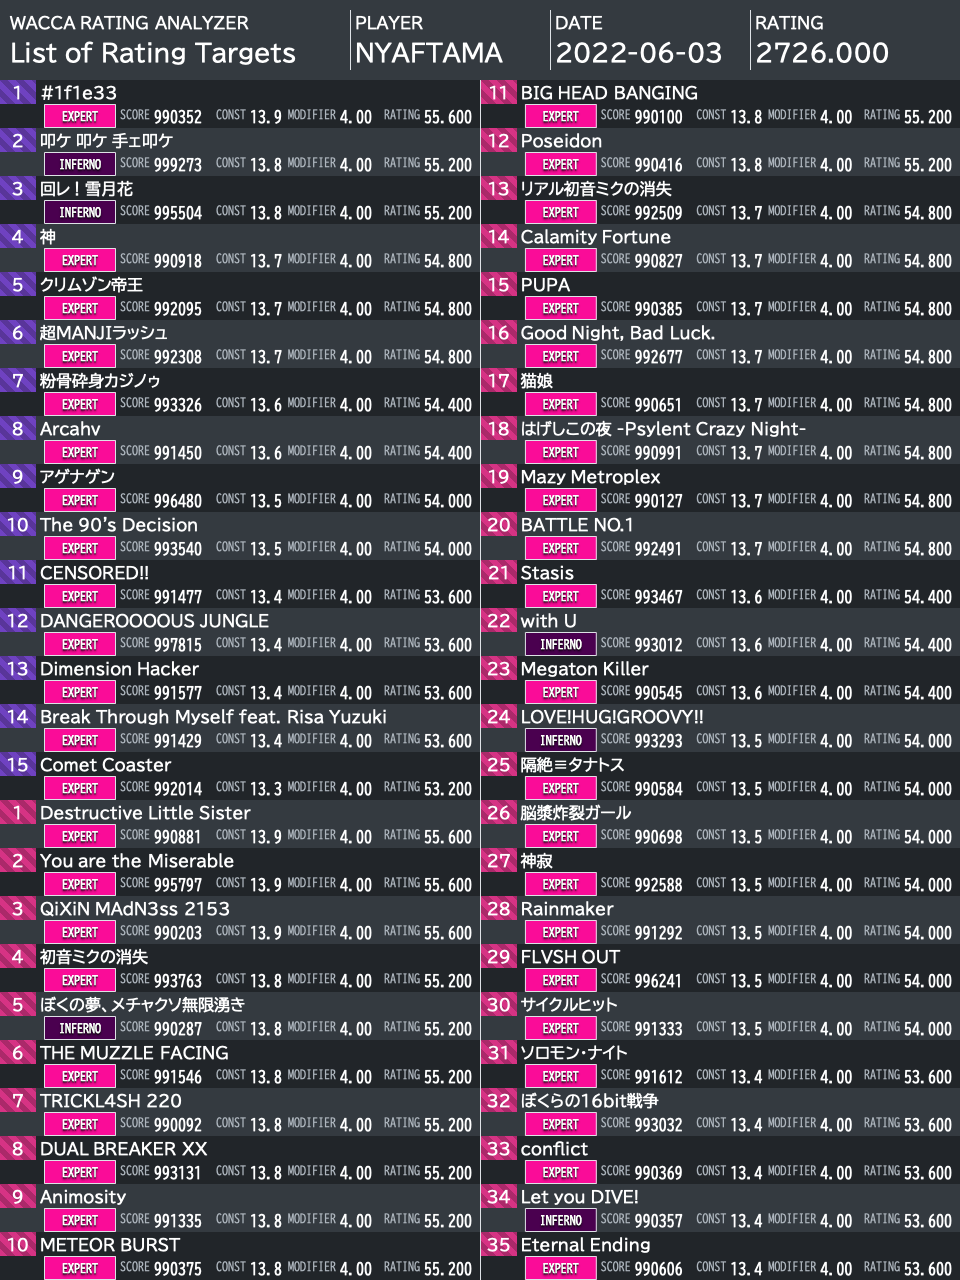 WACCA RATING ANALYZER
List of Rating Targets
PLAYER
NYAFTAMA
DATE
2022-06-03
RATING
2726.000
1 #1f1e33
EXPERT SCORE 990352 CONST 13.9 MODIFIER 4.00 RATING 55.600
2 叩ケ 叩ケ 手ェ叩ケ
INFERNO SCORE 999273 CONST 13.8 MODIFIER 4.00 RATING 55.200
3 回レ！雪月花
INFERNO SCORE 995504 CONST 13.8 MODIFIER 4.00 RATING 55.200
4 神
EXPERT SCORE 990918 CONST 13.7 MODIFIER 4.00 RATING 54.800
5 クリムゾン帝王
EXPERT SCORE 992095 CONST 13.7 MODIFIER 4.00 RATING 54.800
6 超MANJIラッシュ
EXPERT SCORE 992308 CONST 13.7 MODIFIER 4.00 RATING 54.800
7 粉骨砕身カジノゥ
EXPERT SCORE 993326 CONST 13.6 MODIFIER 4.00 RATING 54.400
8 Arcahv
EXPERT SCORE 991450 CONST 13.6 MODIFIER 4.00 RATING 54.400
9 アゲナゲン
EXPERT SCORE 996480 CONST 13.5 MODIFIER 4.00 RATING 54.000
10 The 90's Decision
EXPERT SCORE 993540 CONST 13.5 MODIFIER 4.00 RATING 54.000
11 CENSORED!!
EXPERT SCORE 991477 CONST 13.4 MODIFIER 4.00 RATING 53.600
12 DANGEROOOOUS JUNGLE
EXPERT SCORE 997815 CONST 13.4 MODIFIER 4.00 RATING 53.600
13 Dimension Hacker
EXPERT SCORE 991577 CONST 13.4 MODIFIER 4.00 RATING 53.600
14 Break Through Myself feat. Risa Yuzuki
EXPERT SCORE 991429 CONST 13.4 MODIFIER 4.00 RATING 53.600
15 Comet Coaster
EXPERT SCORE 992014 CONST 13.3 MODIFIER 4.00 RATING 53.200
1 Destructive Little Sister
EXPERT SCORE 990881 CONST 13.9 MODIFIER 4.00 RATING 55.600
2 You are the Miserable
EXPERT SCORE 995797 CONST 13.9 MODIFIER 4.00 RATING 55.600
3 QiXiN MAdN3ss 2153
EXPERT SCORE 990203 CONST 13.9 MODIFIER 4.00 RATING 55.600
4 初音ミクの消失
EXPERT SCORE 993763 CONST 13.8 MODIFIER 4.00 RATING 55.200
5 ぼくの夢、メチャクソ無限湧き
INFERNO SCORE 990287 CONST 13.8 MODIFIER 4.00 RATING 55.200
6 THE MUZZLE FACING
EXPERT SCORE 991546 CONST 13.8 MODIFIER 4.00 RATING 55.200
7 TRICKL4SH 220
EXPERT SCORE 990092 CONST 13.8 MODIFIER 4.00 RATING 55.200
8 DUAL BREAKER XX
EXPERT SCORE 993131 CONST 13.8 MODIFIER 4.00 RATING 55.200
9 Animosity
EXPERT SCORE 991335 CONST 13.8 MODIFIER 4.00 RATING 55.200
10 METEOR BURST
EXPERT SCORE 990375 CONST 13.8 MODIFIER 4.00 RATING 55.200
11 BIG HEAD BANGING
EXPERT SCORE 990100 CONST 13.8 MODIFIER 4.00 RATING 55.200
12 Poseidon
EXPERT SCORE 990416 CONST 13.8 MODIFIER 4.00 RATING 55.200
13 リアル初音ミクの消失
EXPERT SCORE 992509 CONST 13.7 MODIFIER 4.00 RATING 54.800
14 Calamity Fortune
EXPERT SCORE 990827 CONST 13.7 MODIFIER 4.00 RATING 54.800
15 PUPA
EXPERT SCORE 990385 CONST 13.7 MODIFIER 4.00 RATING 54.800
16 Good Night, Bad Luck.
EXPERT SCORE 992677 CONST 13.7 MODIFIER 4.00 RATING 54.800
17 猫娘
EXPERT SCORE 990651 CONST 13.7 MODIFIER 4.00 RATING 54.800
18 はげしこの夜 -Psylent Crazy Night-
EXPERT SCORE 990991 CONST 13.7 MODIFIER 4.00 RATING 54.800
19 Mazy Metroplex
EXPERT SCORE 990127 CONST 13.7 MODIFIER 4.00 RATING 54.800
20 BATTLE NO.1
EXPERT SCORE 992491 CONST 13.7 MODIFIER 4.00 RATING 54.800
21 Stasis
EXPERT SCORE 993467 CONST 13.6 MODIFIER 4.00 RATING 54.400
22 with U
INFERNO SCORE 993012 CONST 13.6 MODIFIER 4.00 RATING 54.400
23 Megaton Killer
EXPERT SCORE 990545 CONST 13.6 MODIFIER 4.00 RATING 54.400
24 LOVE!HUG!GROOVY!!
INFERNO SCORE 993293 CONST 13.5 MODIFIER 4.00 RATING 54.000
25 隔絶≡タナトス
EXPERT SCORE 990584 CONST 13.5 MODIFIER 4.00 RATING 54.000
26 脳漿炸裂ガール
EXPERT SCORE 990698 CONST 13.5 MODIFIER 4.00 RATING 54.000
27 神寂
EXPERT SCORE 992588 CONST 13.5 MODIFIER 4.00 RATING 54.000
28 Rainmaker
EXPERT SCORE 991292 CONST 13.5 MODIFIER 4.00 RATING 54.000
29 FLVSH OUT
EXPERT SCORE 996241 CONST 13.5 MODIFIER 4.00 RATING 54.000
30 サイクルヒット
EXPERT SCORE 991333 CONST 13.5 MODIFIER 4.00 RATING 54.000
31 ソロモン・ナイト
EXPERT SCORE 991612 CONST 13.4 MODIFIER 4.00 RATING 53.600
32 ぼくらの16bit戦争
EXPERT SCORE 993032 CONST 13.4 MODIFIER 4.00 RATING 53.600
33 conflict
EXPERT SCORE 990369 CONST 13.4 MODIFIER 4.00 RATING 53.600
34 Let you DIVE!
INFERNO SCORE 990357 CONST 13.4 MODIFIER 4.00 RATING 53.600
35 Eternal Ending
EXPERT SCORE 990606 CONST 13.4 MODIFIER 4.00 RATING 53.600